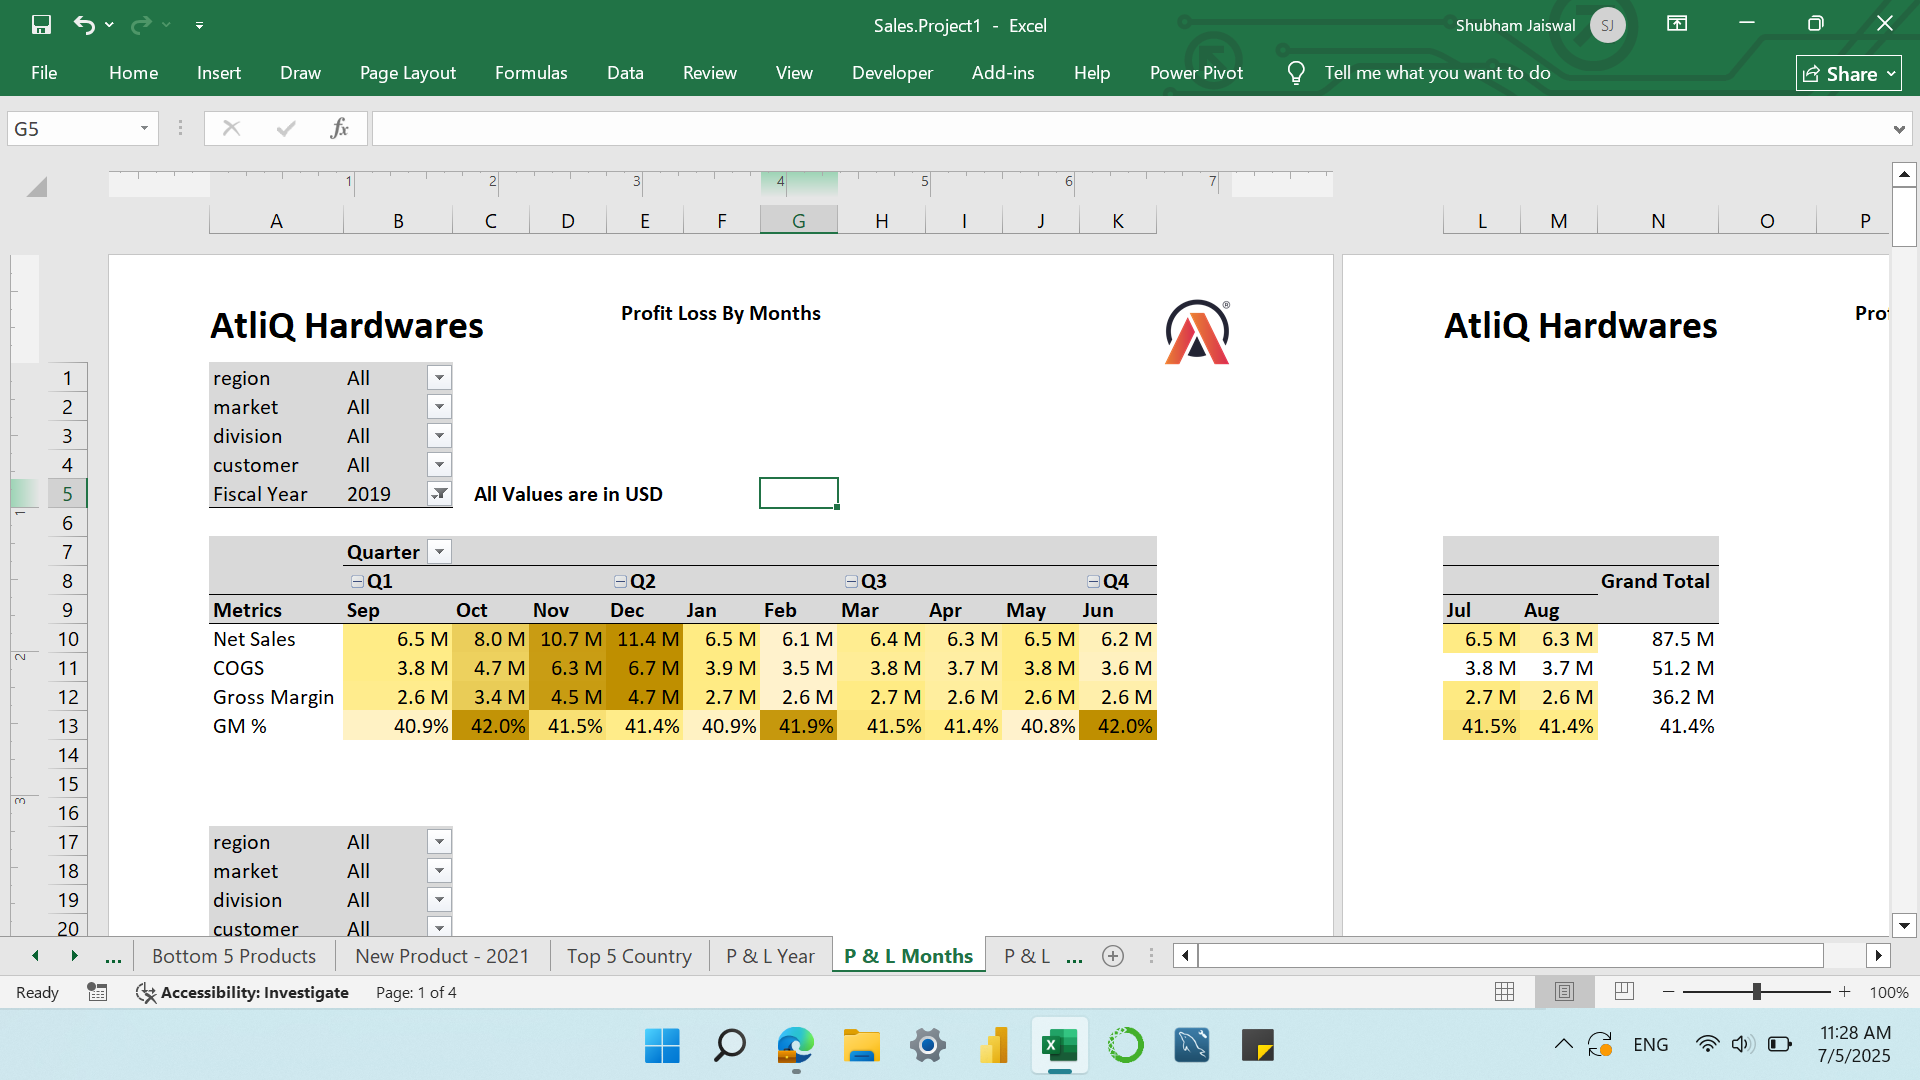 Sales.Project1 - Excel
Shubham Jaiswal SJ
File Home Insert Draw Page Layout Formulas Data Review View Developer Add-ins Help Power Pivot Tell me what you want to do Share
G5 fx
1 2 3 4 5 6 7
A B C D E F G H I J K L M N O P
AtliQ Hardwares Profit Loss By Months ® AtliQ Hardwares
1 region All
2 market All
3 division All
4 customer All
5 Fiscal Year 2019 All Values are in USD
6
7 Quarter
8 Q1 Q2 Q3 Q4 Grand Total
9 Metrics Sep Oct Nov Dec Jan Feb Mar Apr May Jun Jul Aug
10 Net Sales 6.5 M 8.0 M 10.7 M 11.4 M 6.5 M 6.1 M 6.4 M 6.3 M 6.5 M 6.2 M 6.5 M 6.3 M 87.5 M
11 COGS 3.8 M 4.7 M 6.3 M 6.7 M 3.9 M 3.5 M 3.8 M 3.7 M 3.8 M 3.6 M 3.8 M 3.7 M 51.2 M
12 Gross Margin 2.6 M 3.4 M 4.5 M 4.7 M 2.7 M 2.6 M 2.7 M 2.6 M 2.6 M 2.6 M 2.7 M 2.6 M 36.2 M
13 GM % 40.9% 42.0% 41.5% 41.4% 40.9% 41.9% 41.5% 41.4% 40.8% 42.0% 41.5% 41.4% 41.4%
14
15
16
17 region All
18 market All
19 division All
20 customer All
... Bottom 5 Products New Product - 2021 Top 5 Country P & L Year P & L Months P & L ...
Ready Accessibility: Investigate Page: 1 of 4 100%
ENG 11:28 AM
7/5/2025